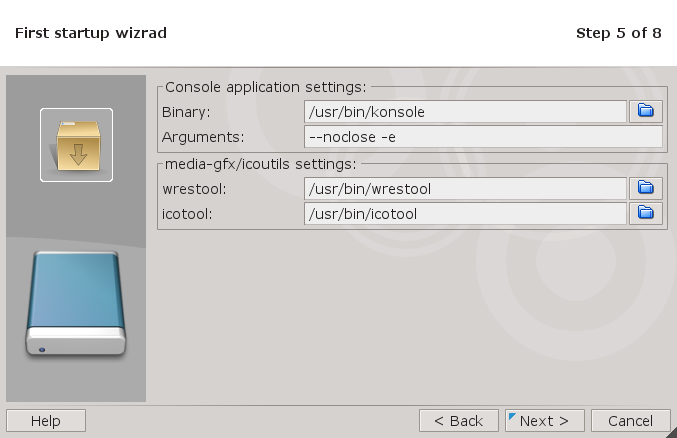 First startup wizrad
Step 5 of 8
Console application settings:
Binary: /usr/bin/konsole
Arguments: --noclose -e
media-gfx/icoutils settings:
wrestool: /usr/bin/wrestool
icotool: /usr/bin/icotool
Help < Back Next > Cancel